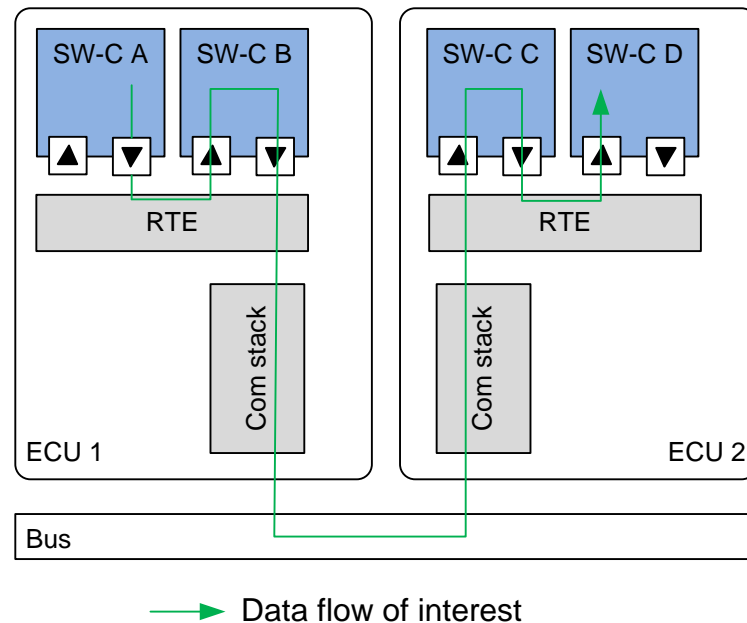 SW-C A
SW-C B
SW-C C
SW-C D
RTE
RTE
Com stack
Com stack
ECU 1
ECU 2
Bus
Data flow of interest